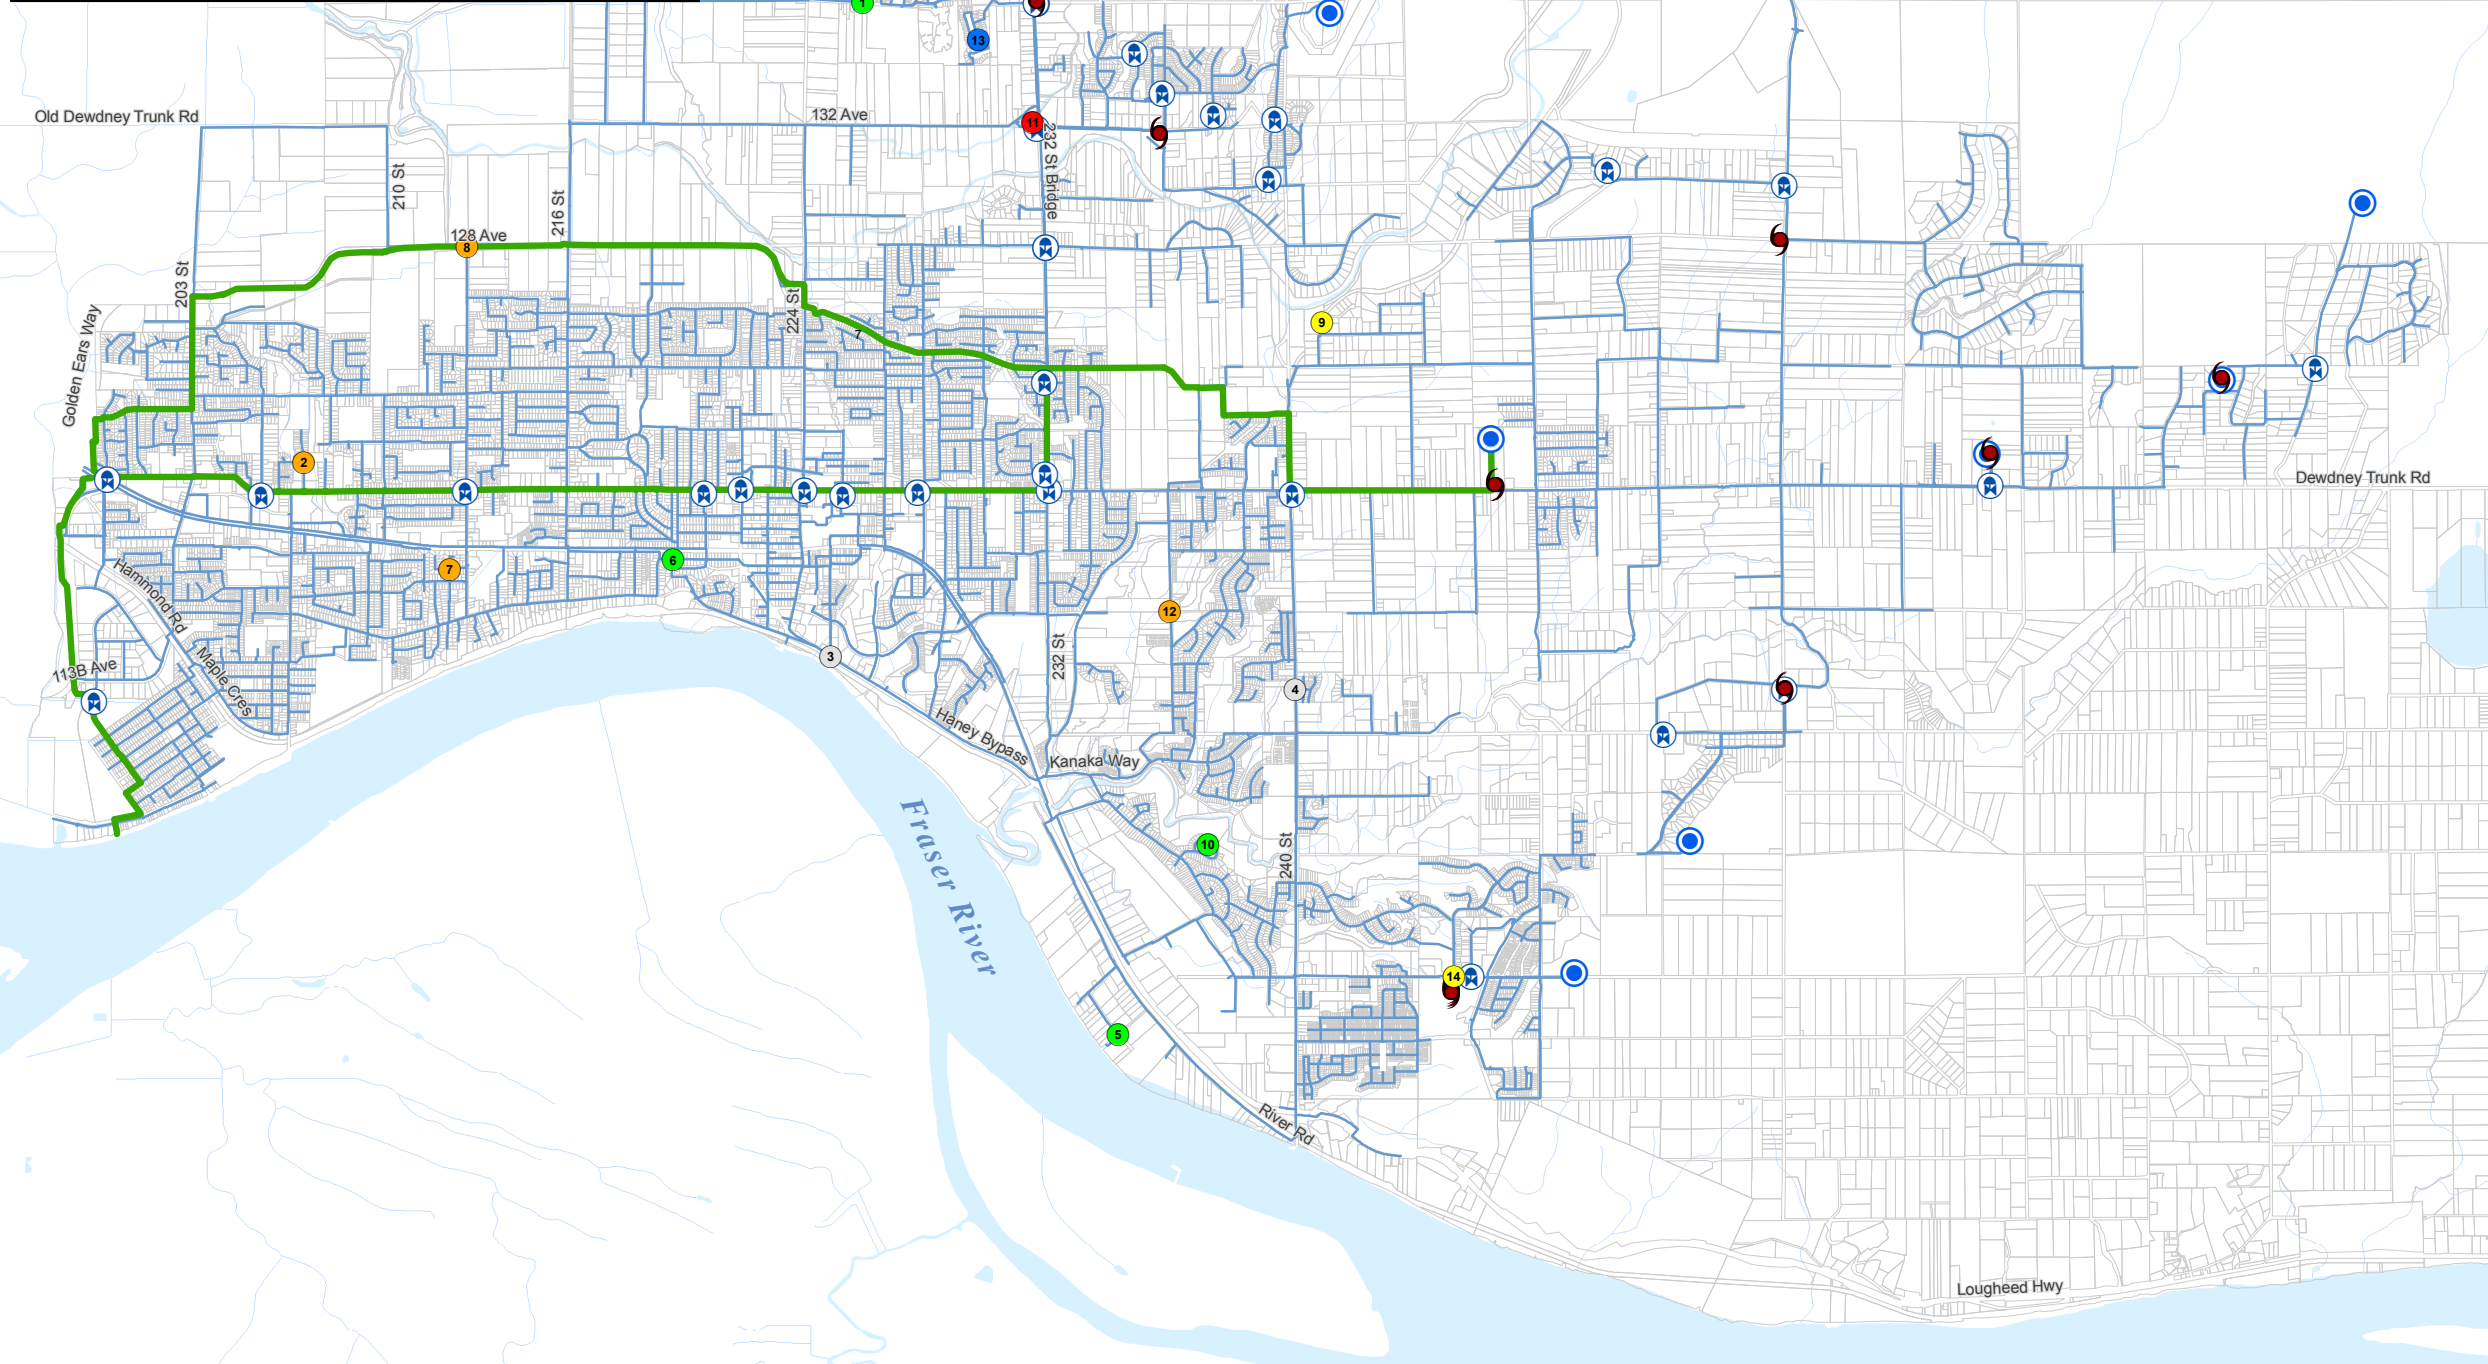 1
13
Old Dewdney Trunk Rd
132 Ave
11
232 St Bridge
210 St
216 St
128 Ave
8
203 St
224 St
7
9
Golden Ears Way
2
Dewdney Trunk Rd
6
7
Hammond Rd
12
232 St
3
113B Ave
Maple Cres
4
Haney Bypass
Kanaka Way
Fraser River
10
240 St
14
5
River Rd
Lougheed Hwy